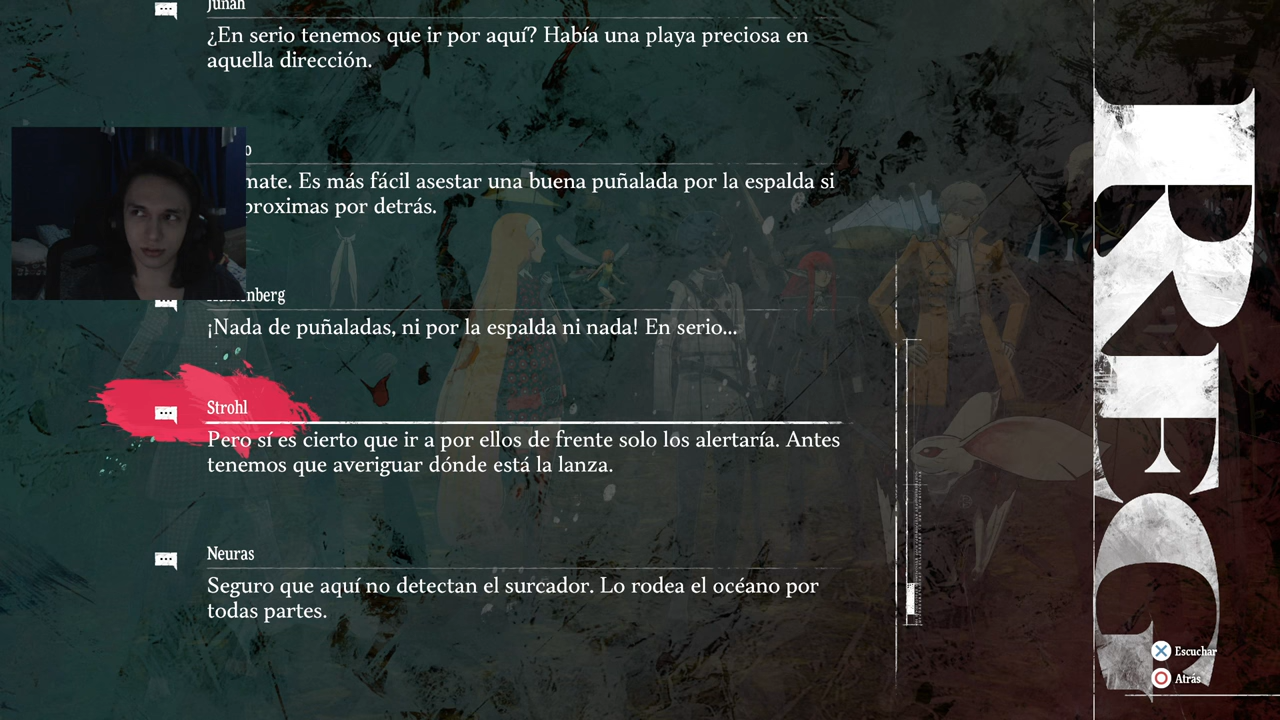 Junah
¿En serio tenemos que ir por aquí? Había una playa preciosa en
aquella dirección.
Es más fácil asestar una buena puñalada por la espalda si
por detrás.
¡Nada de puñaladas, ni por la espalda ni nada! En serio...
Strohl
Pero sí es cierto que ir a por ellos de frente solo los alertaría. Antes
tenemos que averiguar dónde está la lanza.
Neuras
Seguro que aquí no detectan el surcador. Lo rodea el océano por
todas partes.
Escuchar
Atrás